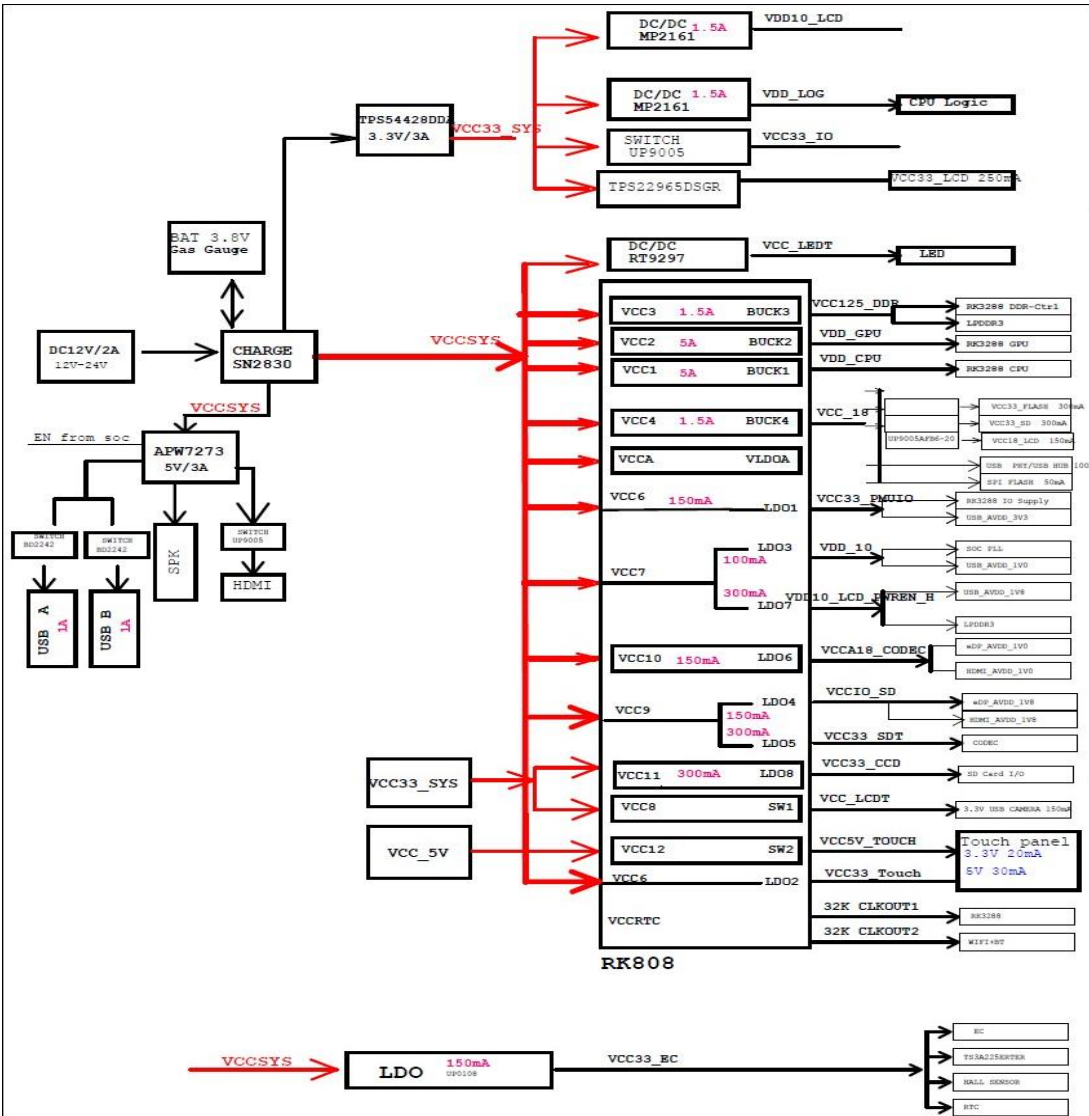 DC/DC 1.5A
MP2161
VDD10_LCD
DC/DC 1.5A
MP2161
VDD_LOG
CPU Logic
TPS54428DDA
3.3V/3A
VCC33_SYS
SWITCH
UP9005
VCC33_IO
TPS22965DSGR
VCC33_LCD 250mA
BAT 3.8V
Gas Gauge
DC/DC
RT9297
VCC_LEDT
LED
DC12V/2A
12V-24V
CHARGE
SN2830
VCCSYS
VCCSYS
EN from soc
APW7273
5V/3A
SWITCH
BD2242
SWITCH
BD2242
SPK
SWITCH
UP9005
HDMI
USB A
1A
USB B
1A
VCC3 1.5A BUCK3
VCC125_DDR
RK3288 DDR-Ctrl
LPDDR3
VCC2 5A BUCK2
VDD_GPU
RK3288 GPU
VCC1 5A BUCK1
VDD_CPU
RK3288 CPU
VCC4 1.5A BUCK4
VCC_18
VCC33_FLASH 300mA
VCC33_SD 300mA
UP9005AFB6-20
VCC18_LCD 150mA
USB PHY/USB HUB 100
SPI FLASH 50mA
VCCA VLDOA
VCC6 150mA LDO1
VCC33_PMUIO
RK3288 IO Supply
USB_AVDD_3V3
VCC7
LDO3
100mA
300mA
LDO7
VDD_10
SOC PLL
USB_AVDD_1V0
VDD10_LCD_PWREN_H
USB_AVDD_1V8
LPDDR3
VCC10 150mA LDO6
VCCA18_CODEC
eDP_AVDD_1V0
HDMI_AVDD_1V0
VCC9
LDO4
150mA
300mA
LDO5
VCCIO_SD
eDP_AVDD_1V8
HDMI_AVDD_1V8
VCC33_SDT
CODEC
VCC33_SYS
VCC11 300mA LDO8
VCC33_CCD
SD Card I/O
VCC8 SW1
VCC_LCDT
3.3V USB CAMERA 150mA
VCC_5V
VCC12 SW2
VCC5V_TOUCH
Touch panel
3.3V 20mA
5V 30mA
VCC6 LDO2
VCC33_Touch
VCCRTC
32K CLKOUT1
RK3288
32K CLKOUT2
WIFI+BT
RK808
VCCSYS
LDO
150mA
UP0108
VCC33_EC
EC
TS3A225ERTER
HALL SENSOR
RTC